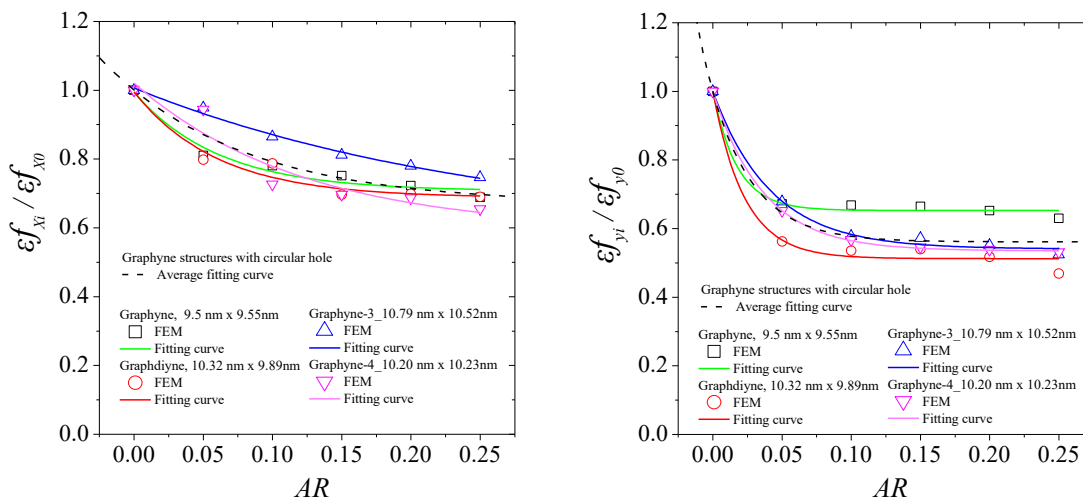 1.2
1.0
0.8
0.6
0.4
0.2
0.0
εf_Xi / εf_X0
Graphyne structures with circular hole
Average fitting curve
Graphyne, 9.5 nm x 9.55nm
FEM
Fitting curve
Graphdiyne, 10.32 nm x 9.89nm
FEM
Fitting curve
Graphyne-3_10.79 nm x 10.52nm
FEM
Fitting curve
Graphyne-4_10.20 nm x 10.23nm
FEM
Fitting curve
0.00 0.05 0.10 0.15 0.20 0.25
AR
1.2
1.0
0.8
0.6
0.4
0.2
0.0
εf_yi / εf_y0
Graphyne structures with circular hole
Average fitting curve
Graphyne, 9.5 nm x 9.55nm
FEM
Fitting curve
Graphdiyne, 10.32 nm x 9.89nm
FEM
Fitting curve
Graphyne-3_10.79 nm x 10.52nm
FEM
Fitting curve
Graphyne-4_10.20 nm x 10.23nm
FEM
Fitting curve
0.00 0.05 0.10 0.15 0.20 0.25
AR